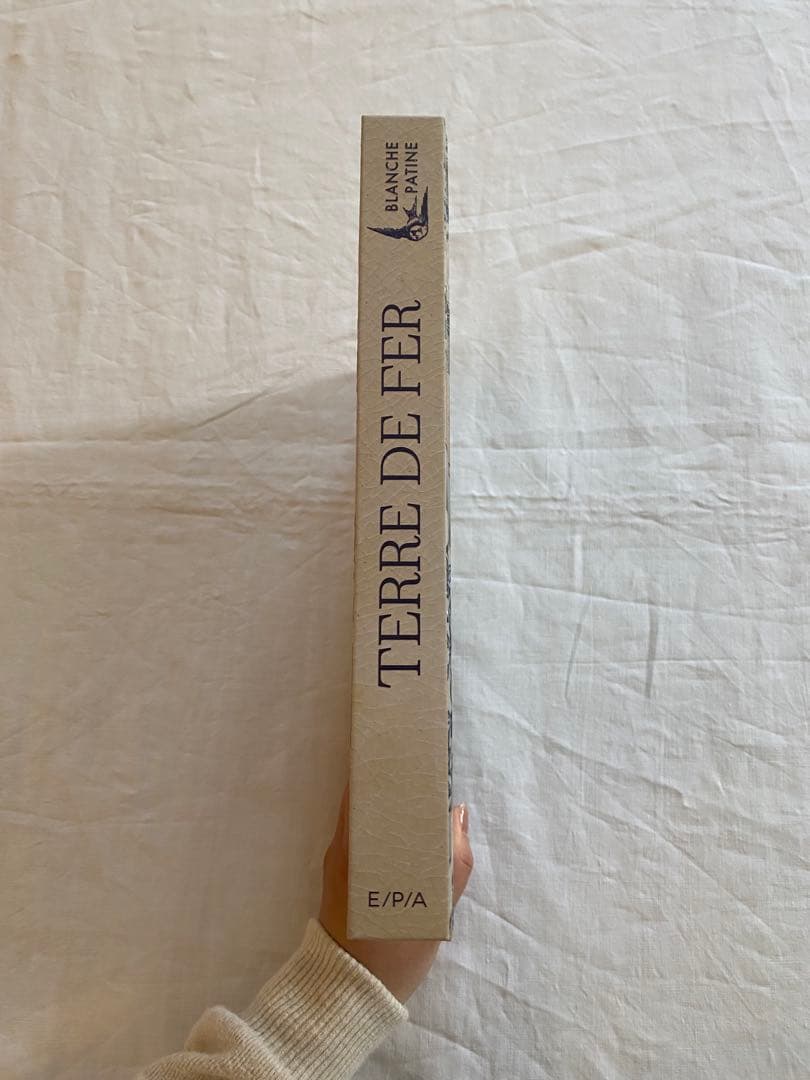 BLANCHE
PATINE
TERRE DE FER
E/P/A